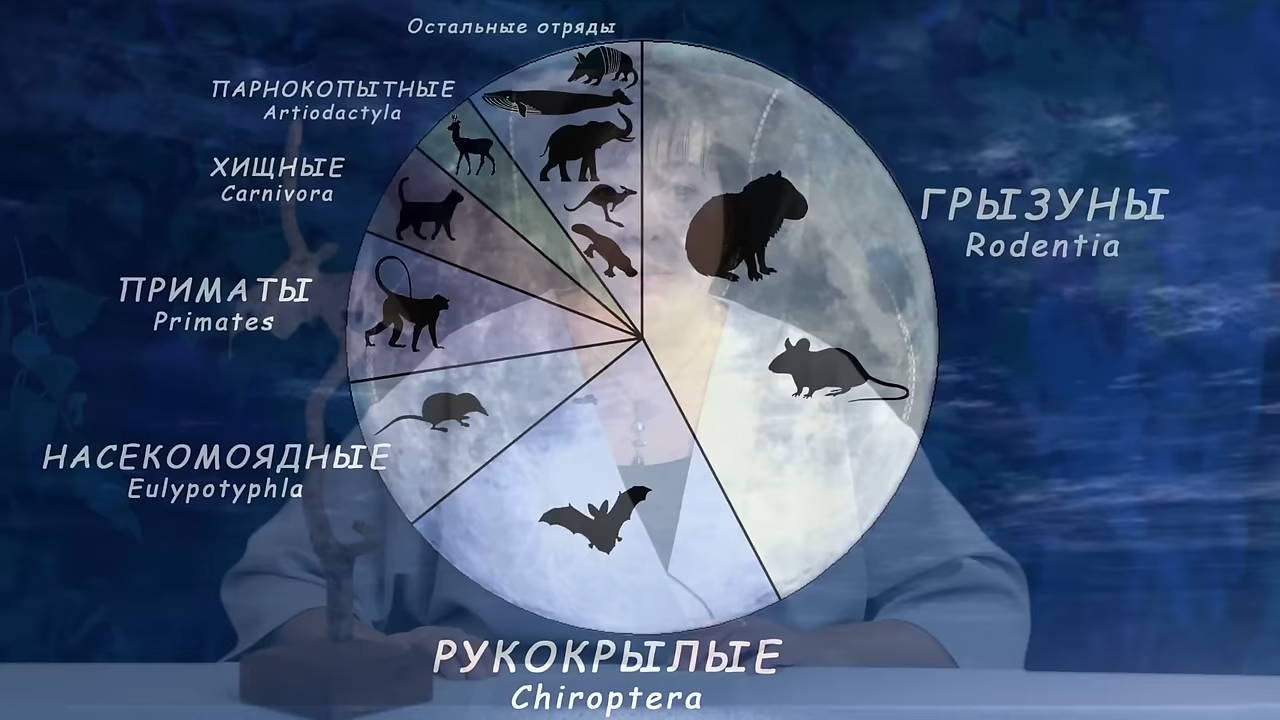 Остальные отряды
ПАРНОКОПЫТНЫЕ
Artiodactyla
ХИЩНЫЕ
Carnivora
ПРИМАТЫ
Primates
НАСЕКОМОЯДНЫЕ
Eulypotyphla
РУКОКРЫЛЫЕ
Chiroptera
ГРЫЗУНЫ
Rodentia